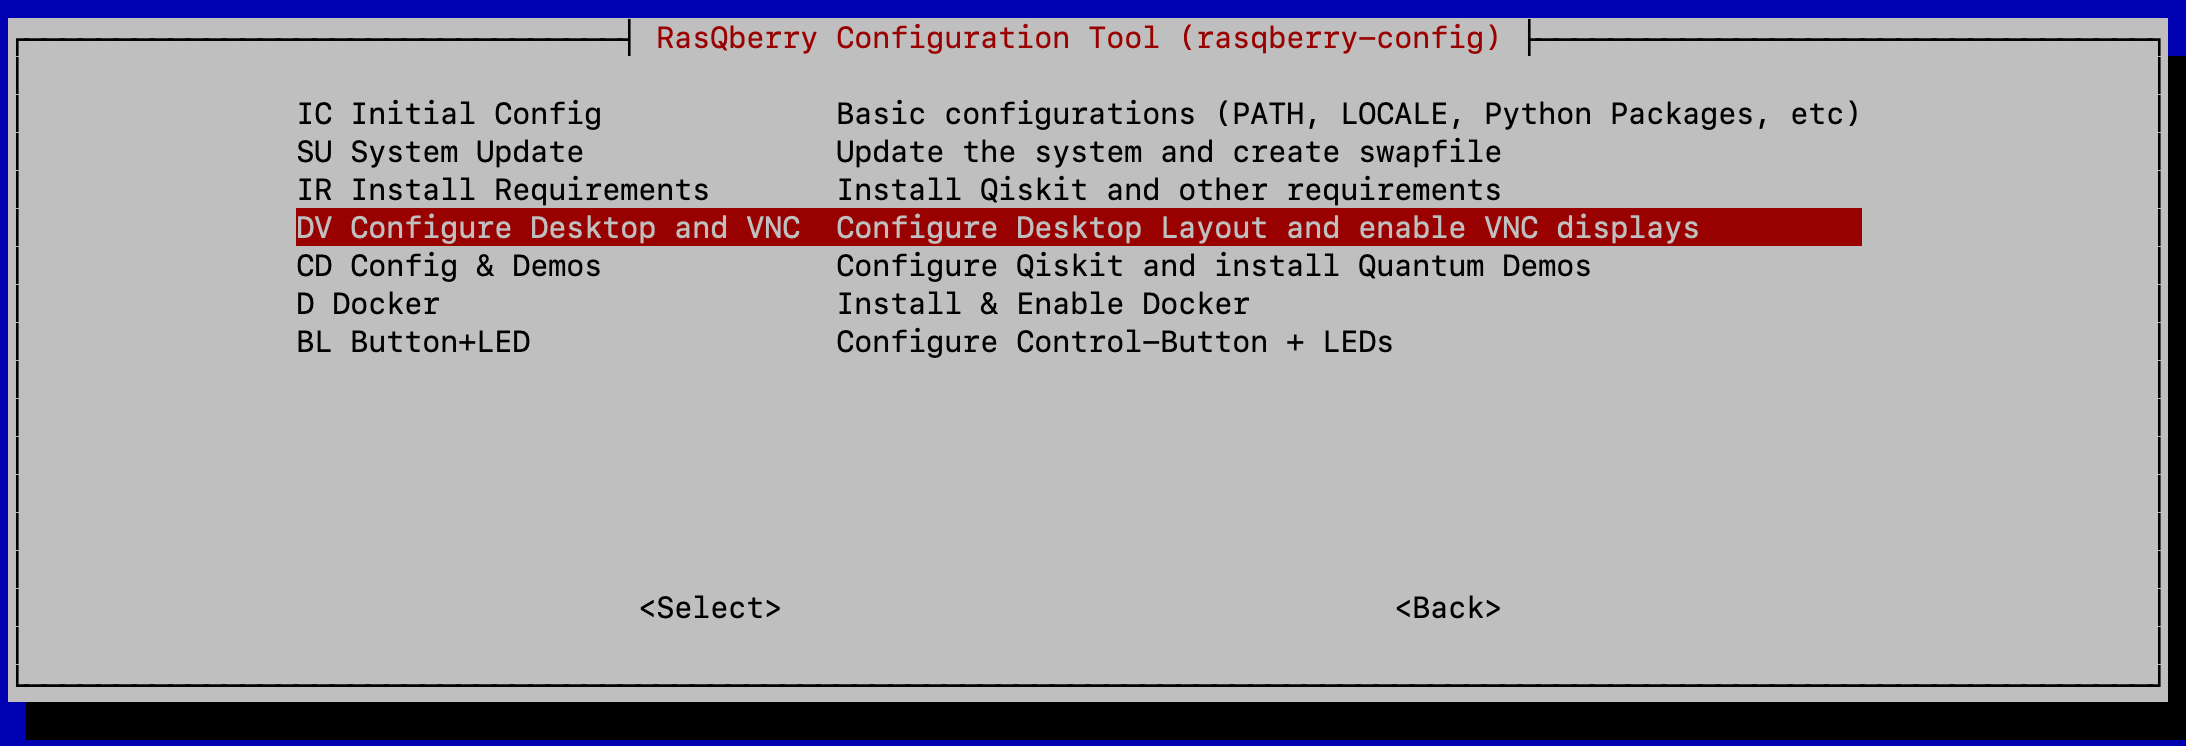 RasQberry Configuration Tool (rasqberry-config)
IC Initial Config Basic configurations (PATH, LOCALE, Python Packages, etc)
SU System Update Update the system and create swapfile
IR Install Requirements Install Qiskit and other requirements
DV Configure Desktop and VNC Configure Desktop Layout and enable VNC displays
CD Config & Demos Configure Qiskit and install Quantum Demos
D Docker Install & Enable Docker
BL Button+LED Configure Control-Button + LEDs
<Select> <Back>